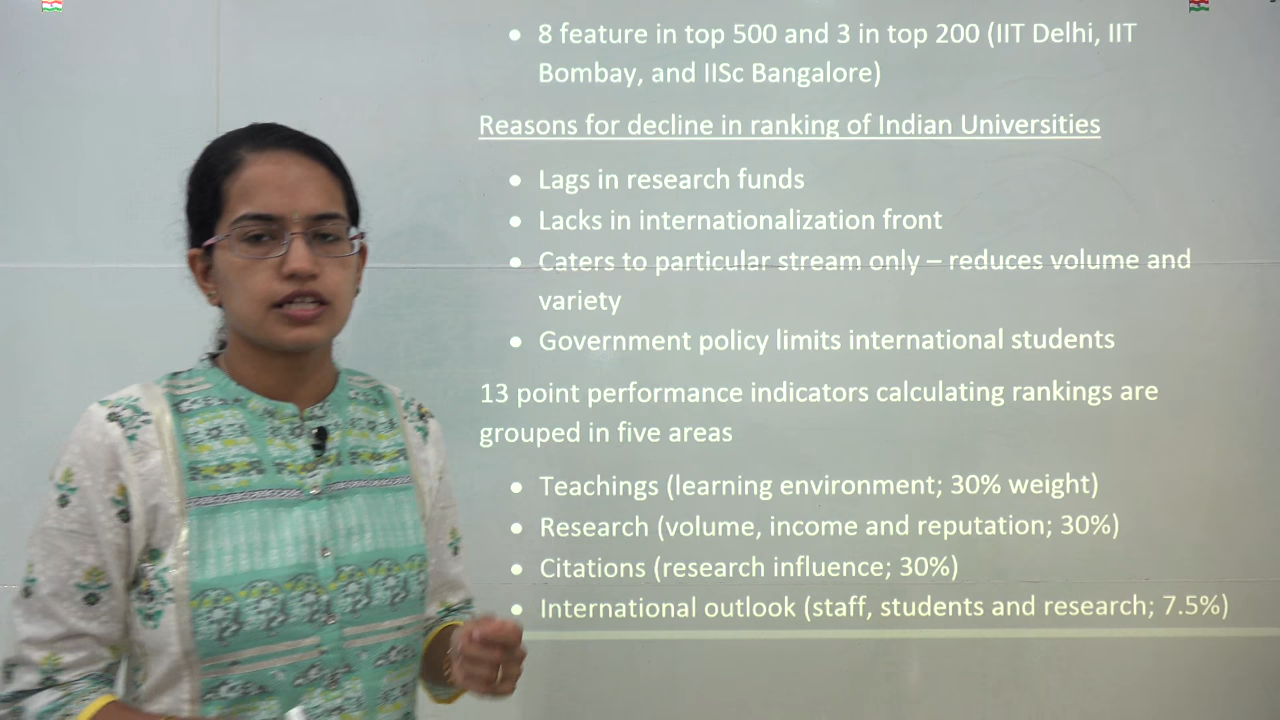 • 8 feature in top 500 and 3 in top 200 (IIT Delhi, IIT
Bombay, and IISc Bangalore)
Reasons for decline in ranking of Indian Universities
• Lags in research funds
• Lacks in internationalization front
• Caters to particular stream only – reduces volume and
variety
• Government policy limits international students
13 point performance indicators calculating rankings are
grouped in five areas
• Teachings (learning environment; 30% weight)
• Research (volume, income and reputation; 30%)
• Citations (research influence; 30%)
• International outlook (staff, students and research; 7.5%)